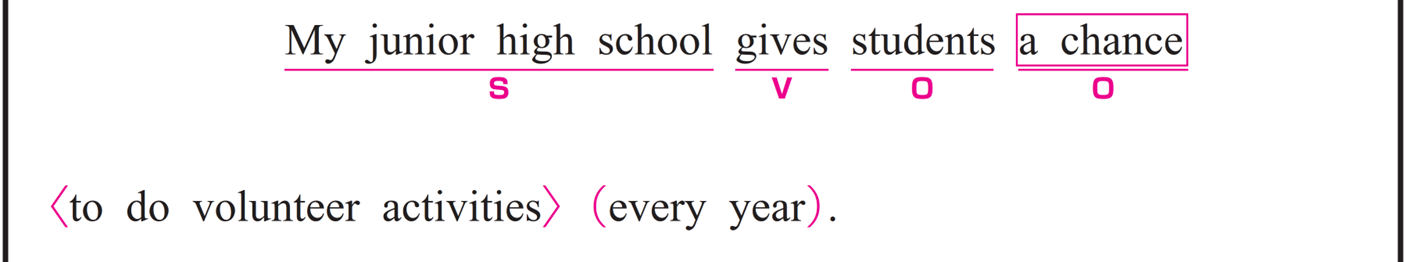 My junior high school gives students a chance
S V O O
〈to do volunteer activities〉 (every year).